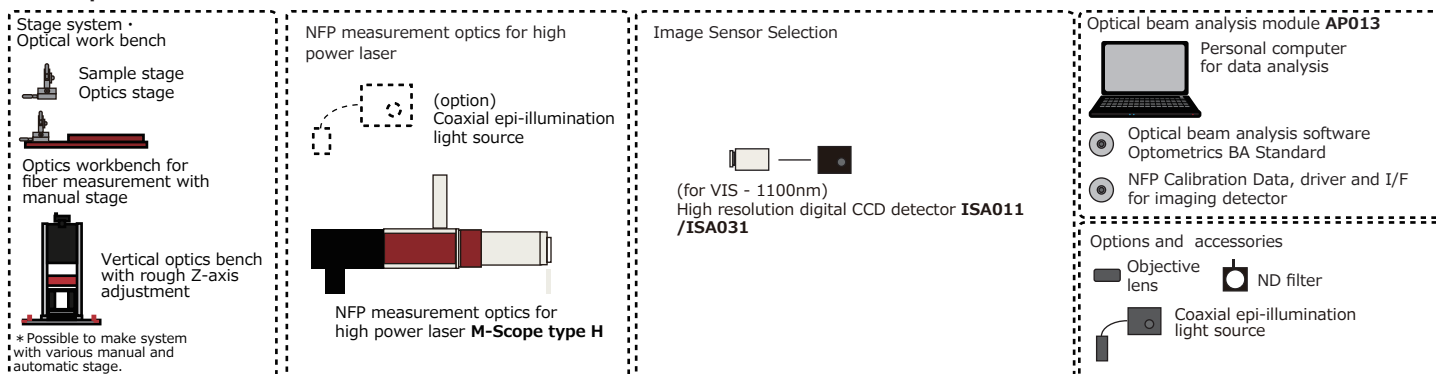 Stage system・
Optical work bench
Sample stage
Optics stage
Optics workbench for
fiber measurement with
manual stage
Vertical optics bench
with rough Z-axis
adjustment
＊Possible to make system
with various manual and
automatic stage.
NFP measurement optics for high
power laser
(option)
Coaxial epi-illumination
light source
NFP measurement optics for
high power laser M-Scope type H
Image Sensor Selection
(for VIS - 1100nm)
High resolution digital CCD detector ISA011
/ISA031
Optical beam analysis module AP013
Personal computer
for data analysis
Optical beam analysis software
Optometrics BA Standard
NFP Calibration Data, driver and I/F
for imaging detector
Options and accessories
Objective
lens
ND filter
Coaxial epi-illumination
light source